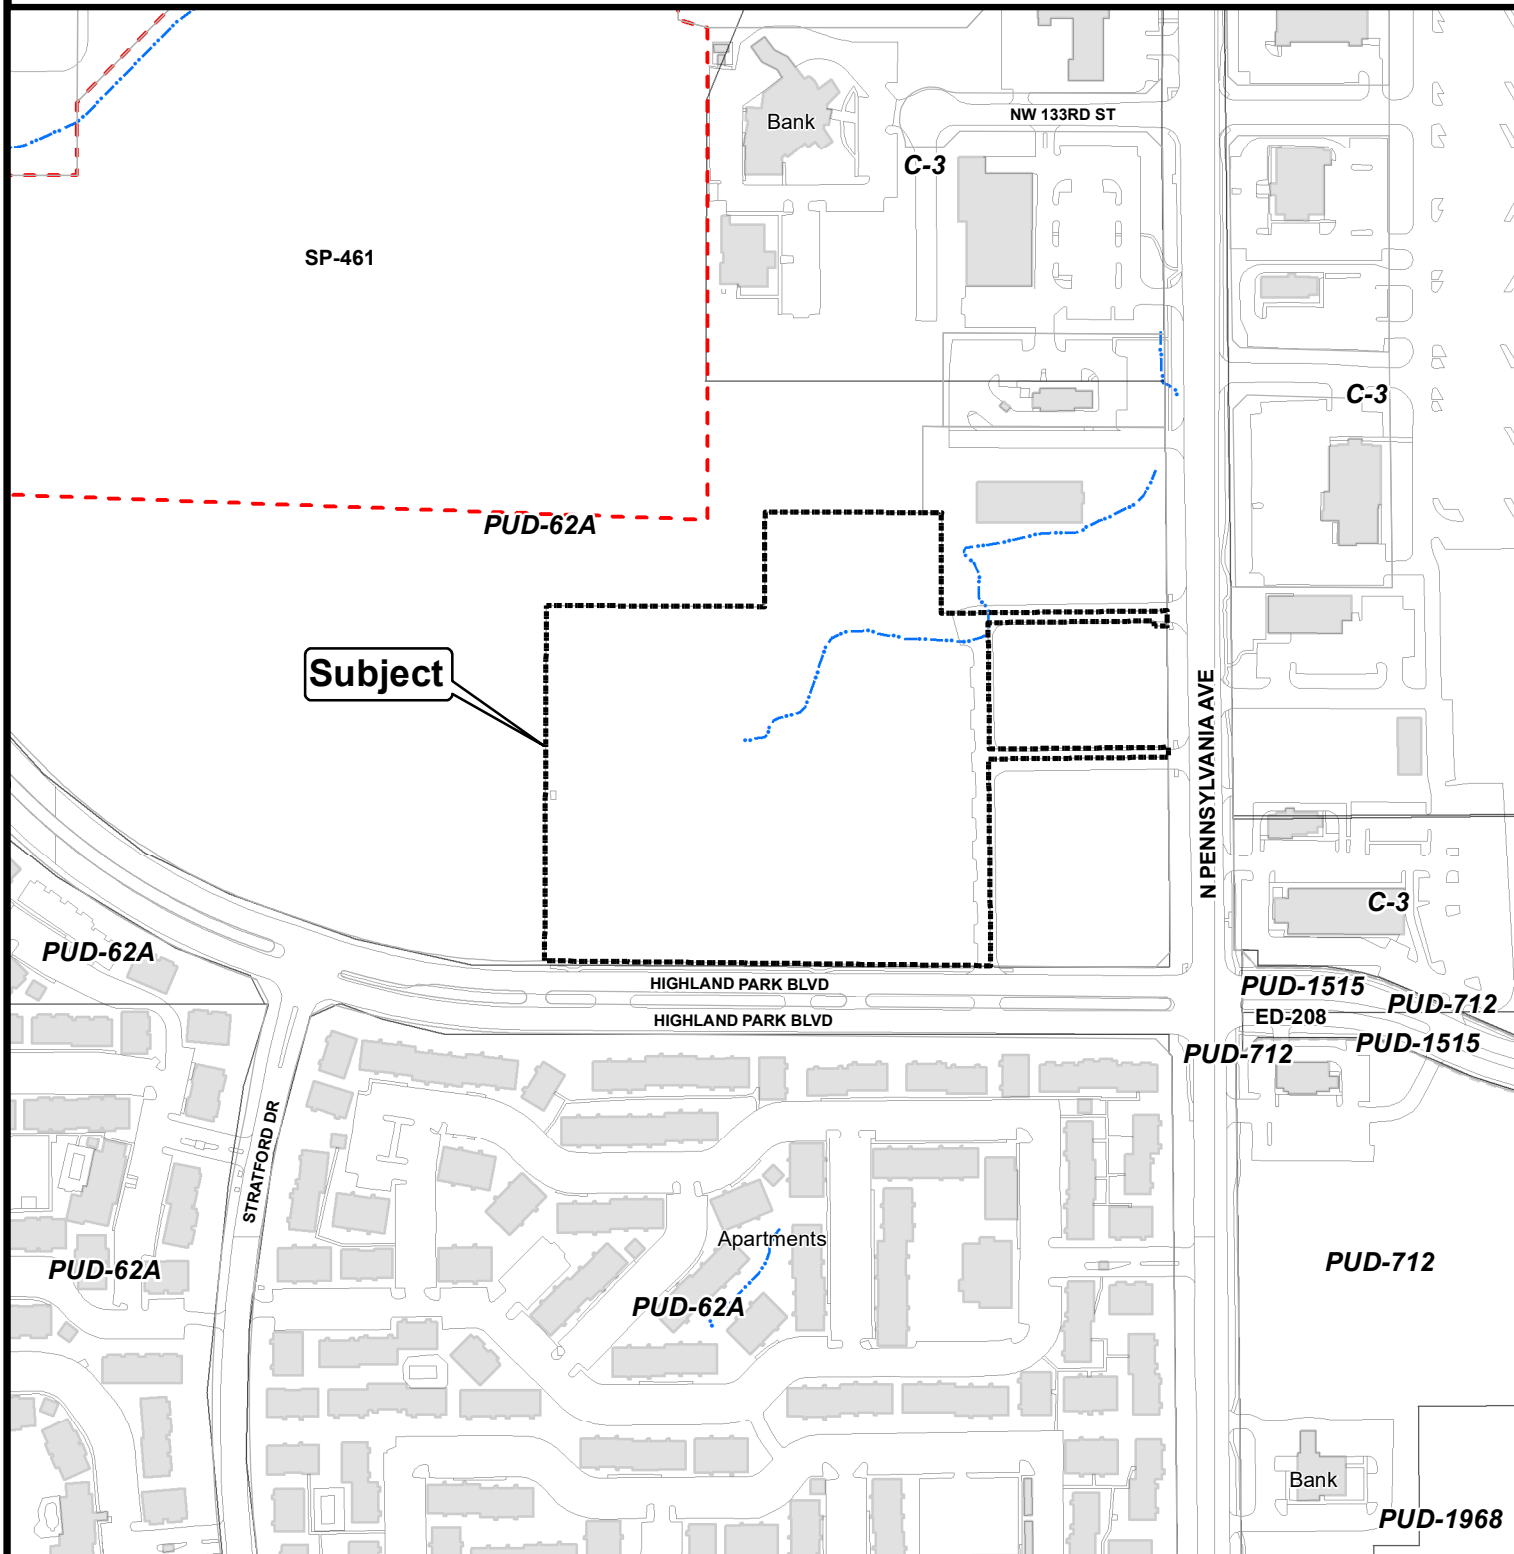 NW 133RD ST
Bank
C-3
SP-461
C-3
PUD-62A
Subject
N PENNSYLVANIA AVE
C-3
PUD-62A
HIGHLAND PARK BLVD
PUD-1515
PUD-712
ED-208
HIGHLAND PARK BLVD
PUD-712
PUD-1515
STRATFORD DR
Apartments
PUD-62A
PUD-712
PUD-62A
Bank
PUD-1968